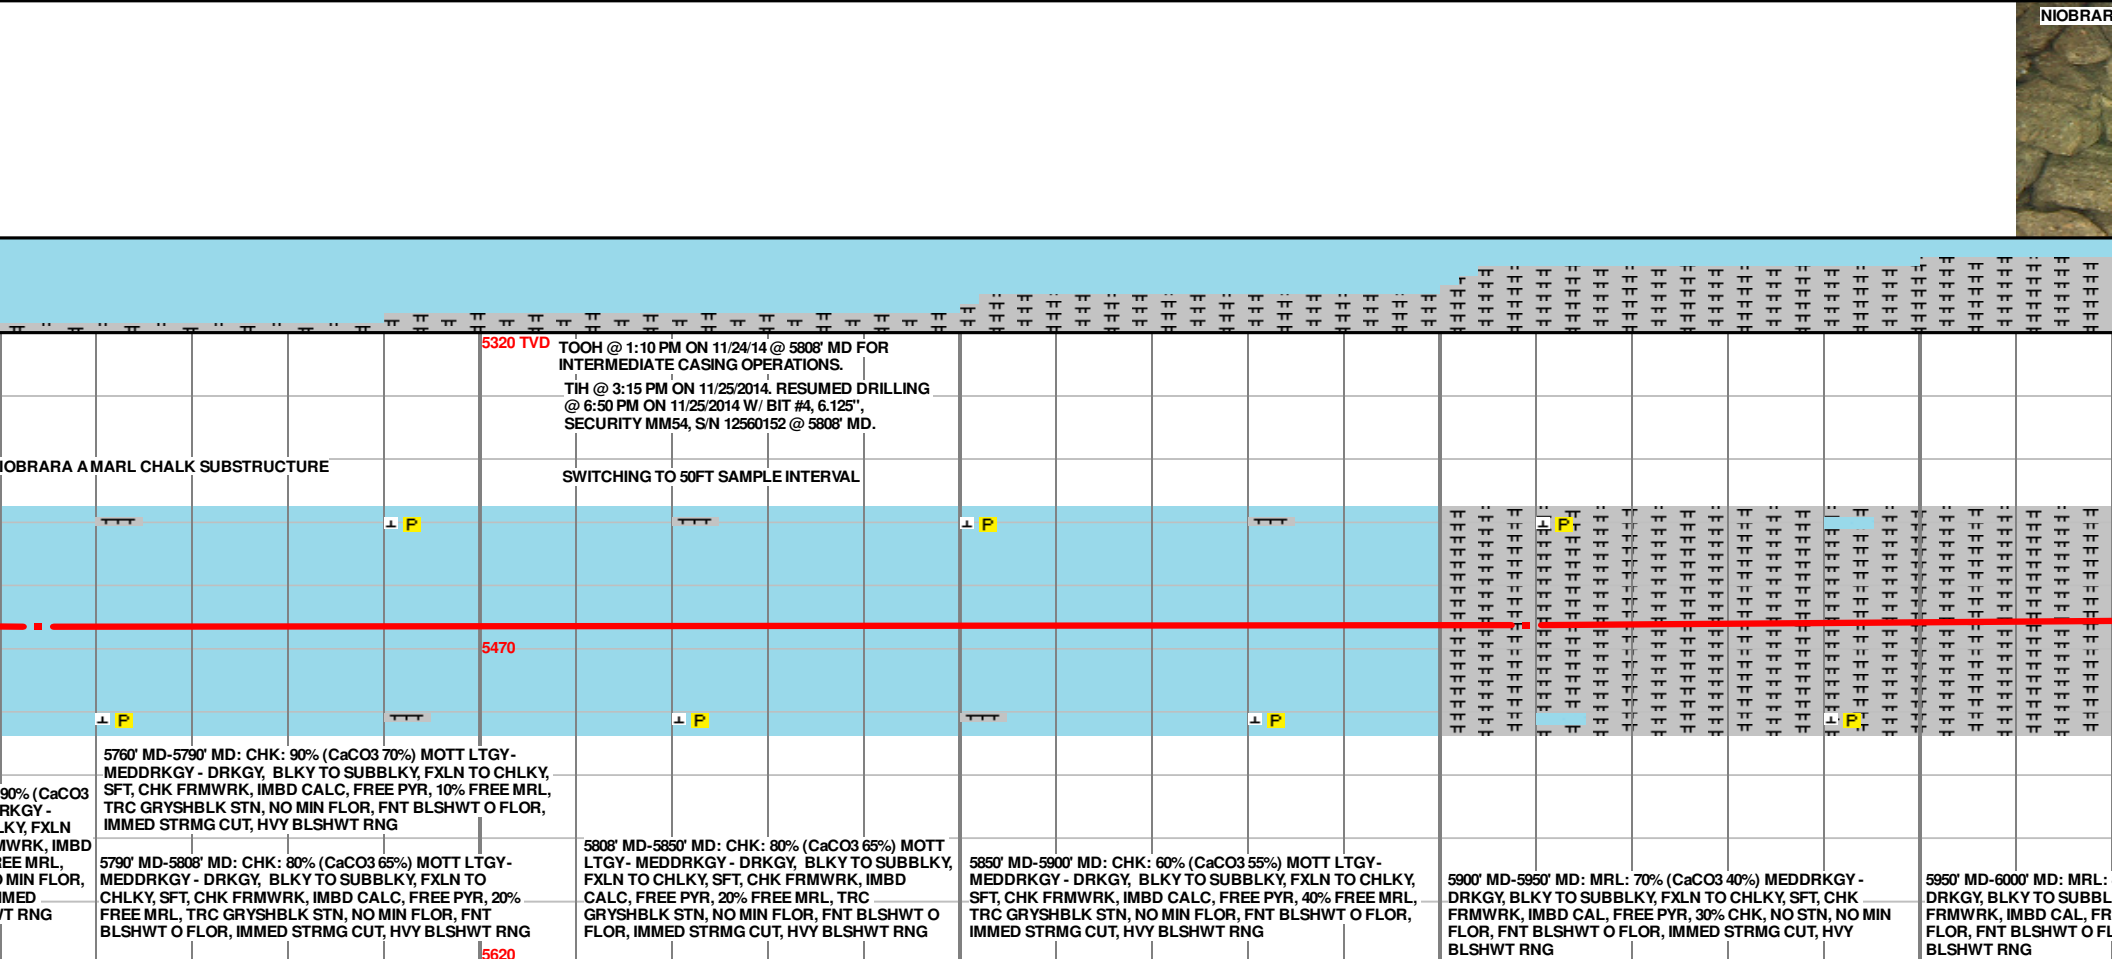 NIOBRAR
5320 TVD
TOOH @ 1:10 PM ON 11/24/14 @ 5808' MD FOR
INTERMEDIATE CASING OPERATIONS.
TIH @ 3:15 PM ON 11/25/2014. RESUMED DRILLING
@ 6:50 PM ON 11/25/2014 W/ BIT #4, 6.125",
SECURITY MM54, S/N 12560152 @ 5808' MD.
IOBRARA A MARL CHALK SUBSTRUCTURE
SWITCHING TO 50FT SAMPLE INTERVAL
P
P
P
5470
P
P
P
P
90% (CaCO3
RKGY -
LKY, FXLN
MWRK, IMBD
REE MRL,
O MIN FLOR,
MMED
WT RNG
5760' MD-5790' MD: CHK: 90% (CaCO3 70%) MOTT LTGY-
MEDDRKGY - DRKGY, BLKY TO SUBBLKY, FXLN TO CHLKY,
SFT, CHK FRMWRK, IMBD CALC, FREE PYR, 10% FREE MRL,
TRC GRYSHBLK STN, NO MIN FLOR, FNT BLSHWT O FLOR,
IMMED STRMG CUT, HVY BLSHWT RNG
5790' MD-5808' MD: CHK: 80% (CaCO3 65%) MOTT LTGY-
MEDDRKGY - DRKGY, BLKY TO SUBBLKY, FXLN TO
CHLKY, SFT, CHK FRMWRK, IMBD CALC, FREE PYR, 20%
FREE MRL, TRC GRYSHBLK STN, NO MIN FLOR, FNT
BLSHWT O FLOR, IMMED STRMG CUT, HVY BLSHWT RNG
5620
5808' MD-5850' MD: CHK: 80% (CaCO3 65%) MOTT
LTGY- MEDDRKGY - DRKGY, BLKY TO SUBBLKY,
FXLN TO CHLKY, SFT, CHK FRMWRK, IMBD
CALC, FREE PYR, 20% FREE MRL, TRC
GRYSHBLK STN, NO MIN FLOR, FNT BLSHWT O
FLOR, IMMED STRMG CUT, HVY BLSHWT RNG
5850' MD-5900' MD: CHK: 60% (CaCO3 55%) MOTT LTGY-
MEDDRKGY - DRKGY, BLKY TO SUBBLKY, FXLN TO CHLKY,
SFT, CHK FRMWRK, IMBD CALC, FREE PYR, 40% FREE MRL,
TRC GRYSHBLK STN, NO MIN FLOR, FNT BLSHWT O FLOR,
IMMED STRMG CUT, HVY BLSHWT RNG
5900' MD-5950' MD: MRL: 70% (CaCO3 40%) MEDDRKGY -
DRKGY, BLKY TO SUBBLKY, FXLN TO CHLKY, SFT, CHK
FRMWRK, IMBD CAL, FREE PYR, 30% CHK, NO STN, NO MIN
FLOR, FNT BLSHWT O FLOR, IMMED STRMG CUT, HVY
BLSHWT RNG
5950' MD-6000' MD: MRL:
DRKGY, BLKY TO SUBBL
FRMWRK, IMBD CAL, FR
FLOR, FNT BLSHWT O FL
BLSHWT RNG